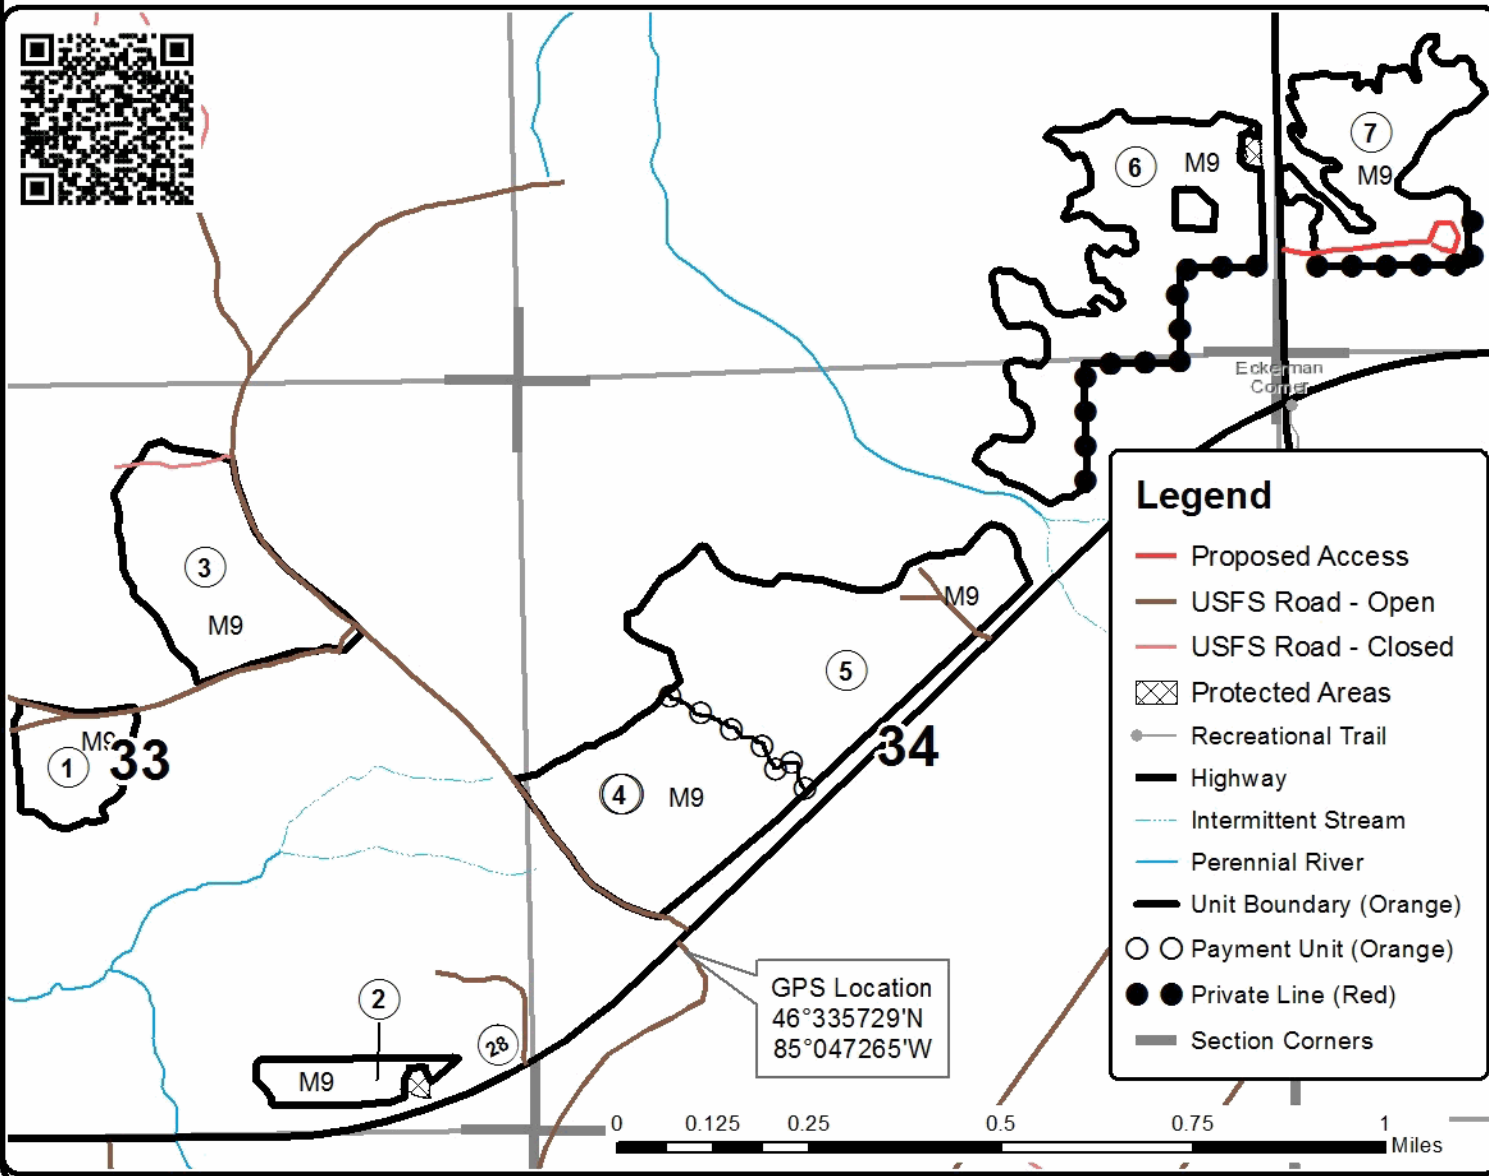 7
6 M9
M9
Eckerman
Corner
3
M9
M9
5
M9
1 33
34
4 M9
2
28
M9
GPS Location
46°335729'N
85°047265'W
Legend
Proposed Access
USFS Road - Open
USFS Road - Closed
Protected Areas
Recreational Trail
Highway
Intermittent Stream
Perennial River
Unit Boundary (Orange)
Payment Unit (Orange)
Private Line (Red)
Section Corners
0 0.125 0.25 0.5 0.75 1
Miles